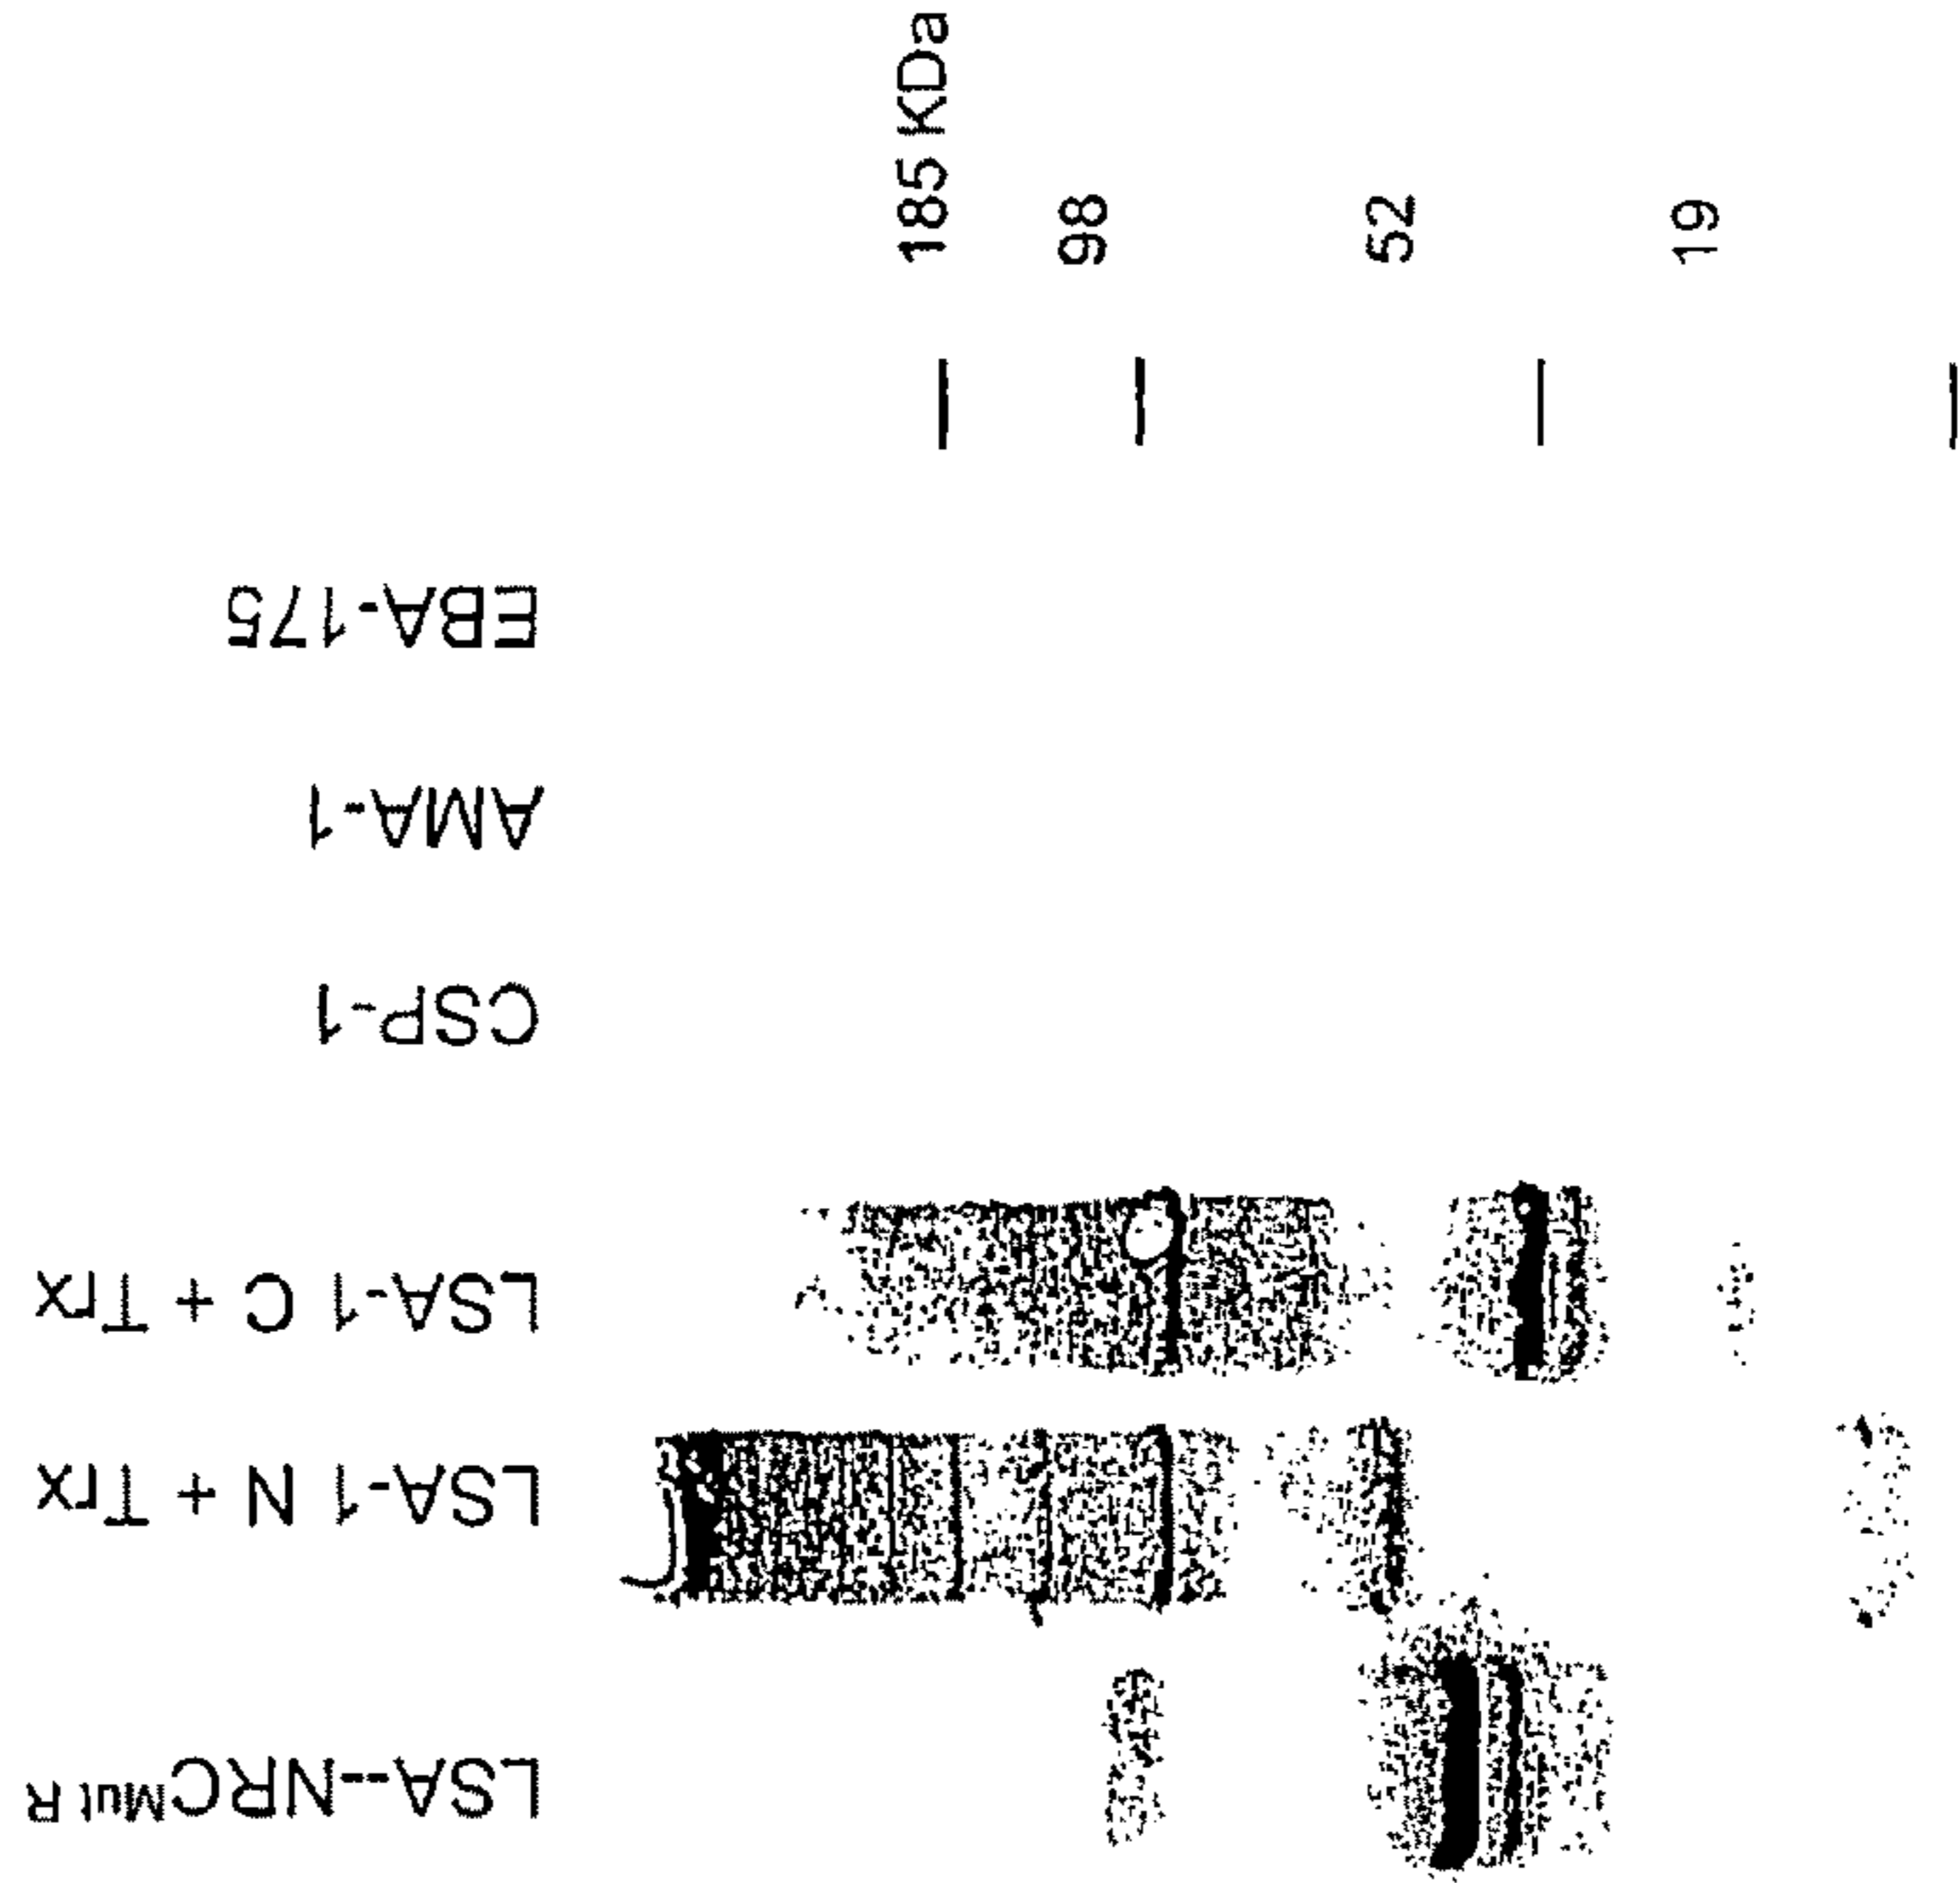 185 KDa
98
52
19
EBA-175
AMA-1
CSP-1
LSA-1 C + Trx
LSA-1 N + Trx
LSA--NRC Mut R